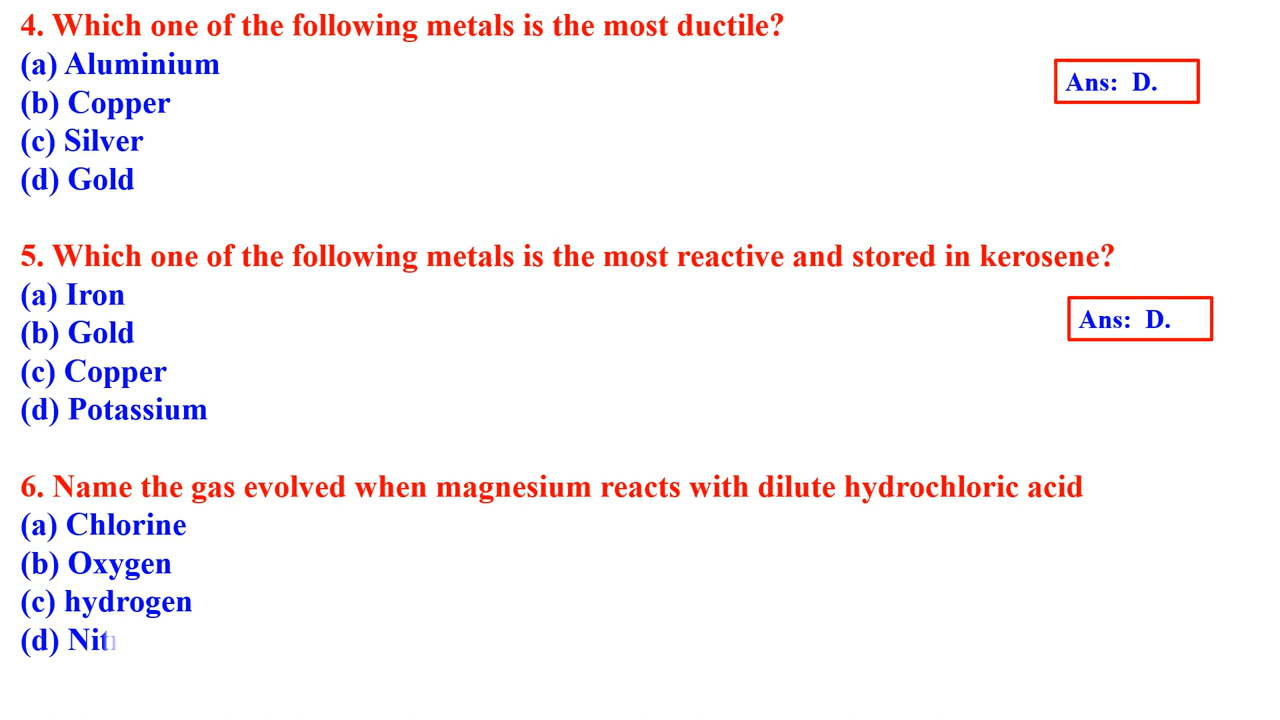 4. Which one of the following metals is the most ductile?
(a) Aluminium
Ans: D.
(b) Copper
(c) Silver
(d) Gold
5. Which one of the following metals is the most reactive and stored in kerosene?
(a) Iron
Ans: D.
(b) Gold
(c) Copper
(d) Potassium
6. Name the gas evolved when magnesium reacts with dilute hydrochloric acid
(a) Chlorine
(b) Oxygen
(c) hydrogen
(d) Nit